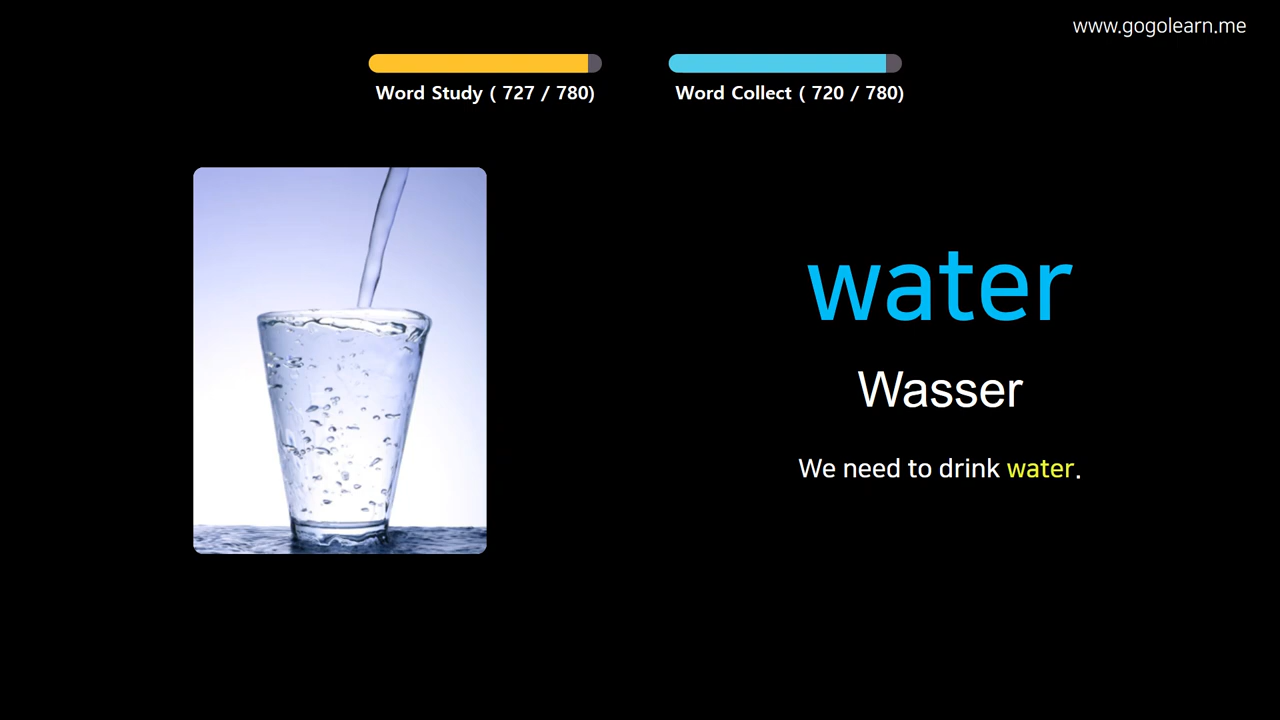 www.gogolearn.me
Word Study ( 727 / 780)
Word Collect ( 720 / 780)
water
Wasser
We need to drink water.